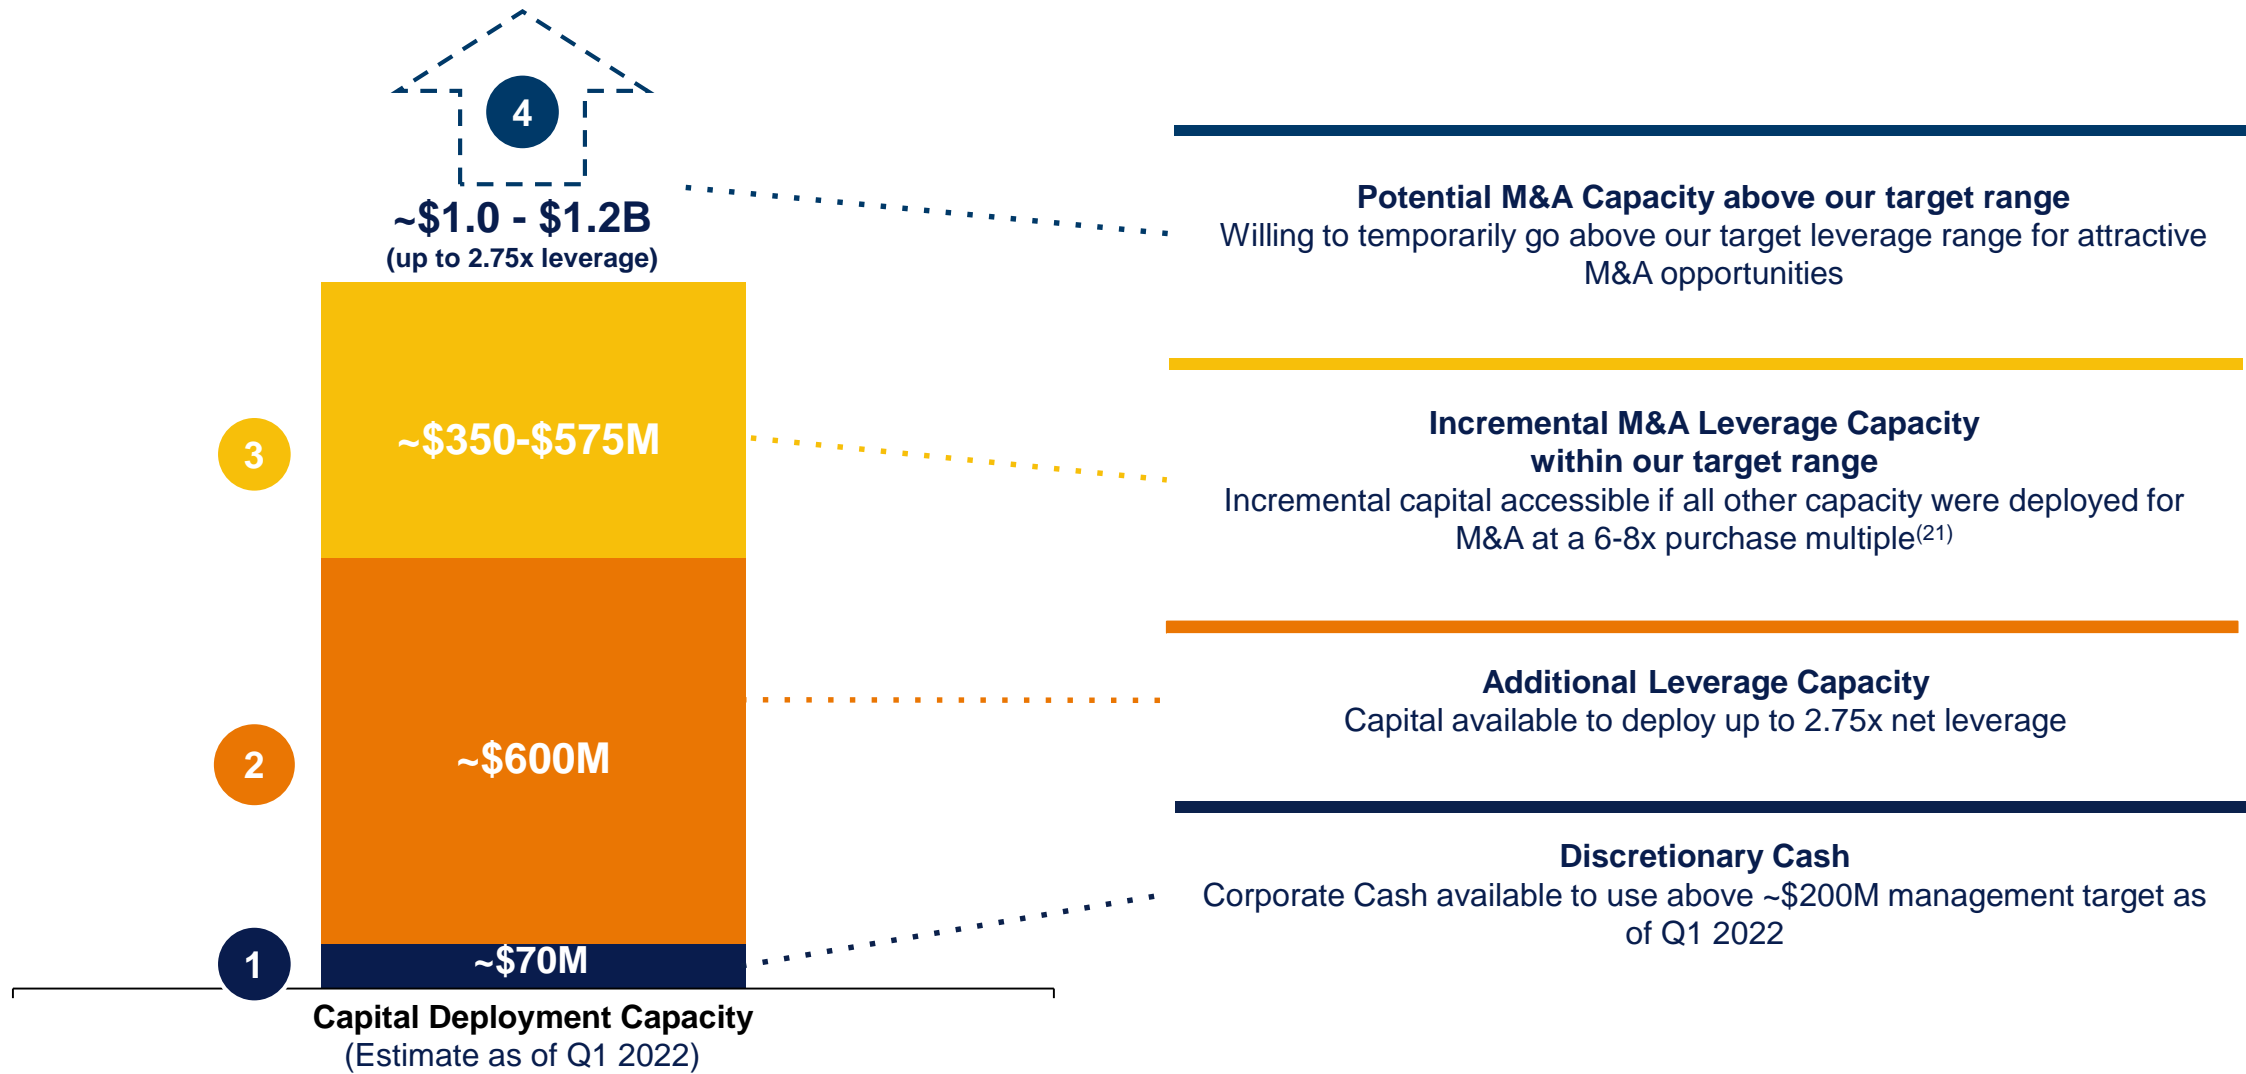 4
~$1.0 - $1.2B
(up to 2.75x leverage)
3
~$350-$575M
2
~$600M
1
~$70M
Capital Deployment Capacity
(Estimate as of Q1 2022)
Potential M&A Capacity above our target range
Willing to temporarily go above our target leverage range for attractive
M&A opportunities
Incremental M&A Leverage Capacity
within our target range
Incremental capital accessible if all other capacity were deployed for
M&A at a 6-8x purchase multiple(21)
Additional Leverage Capacity
Capital available to deploy up to 2.75x net leverage
Discretionary Cash
Corporate Cash available to use above ~$200M management target as
of Q1 2022